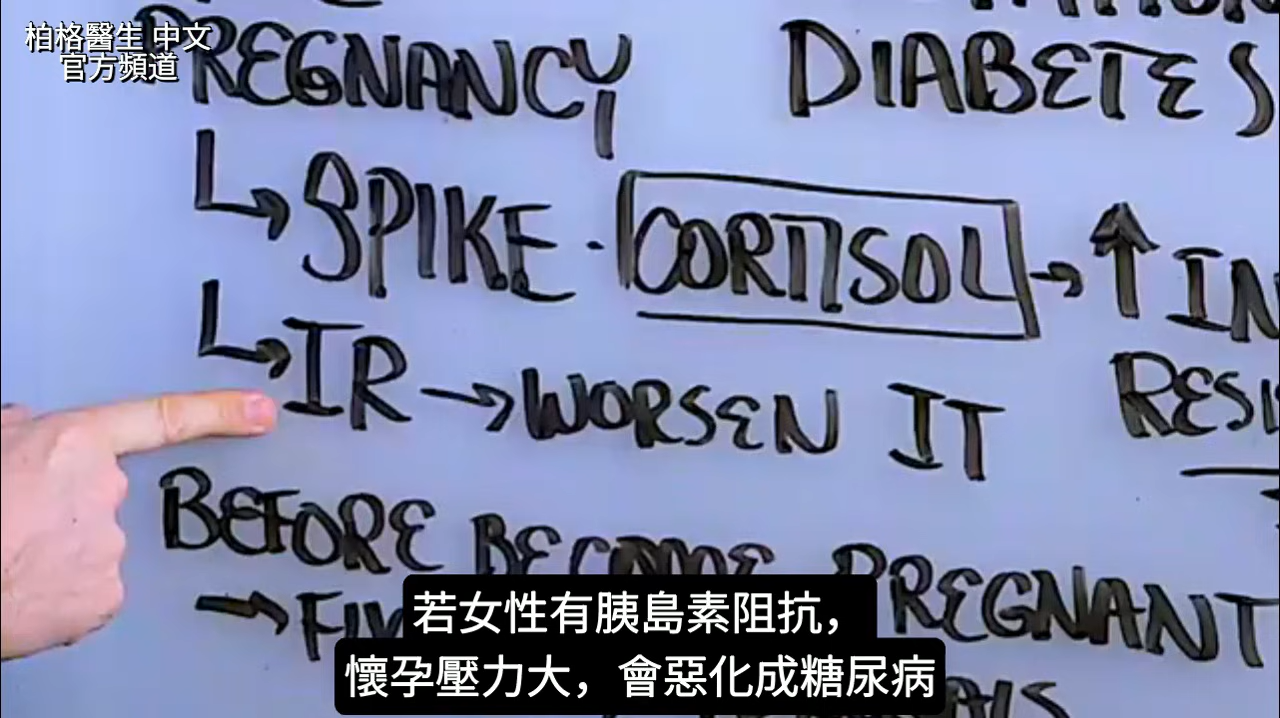 柏格醫生 中文
官方頻道
PREGNANCY
DIABETES
↳ SPIKE · CORTISOL → ↑ IN
↳ IR → WORSEN IT
BEFORE BECOME PREGNANT
→
若女性有胰島素阻抗，
懷孕壓力大，會惡化成糖尿病